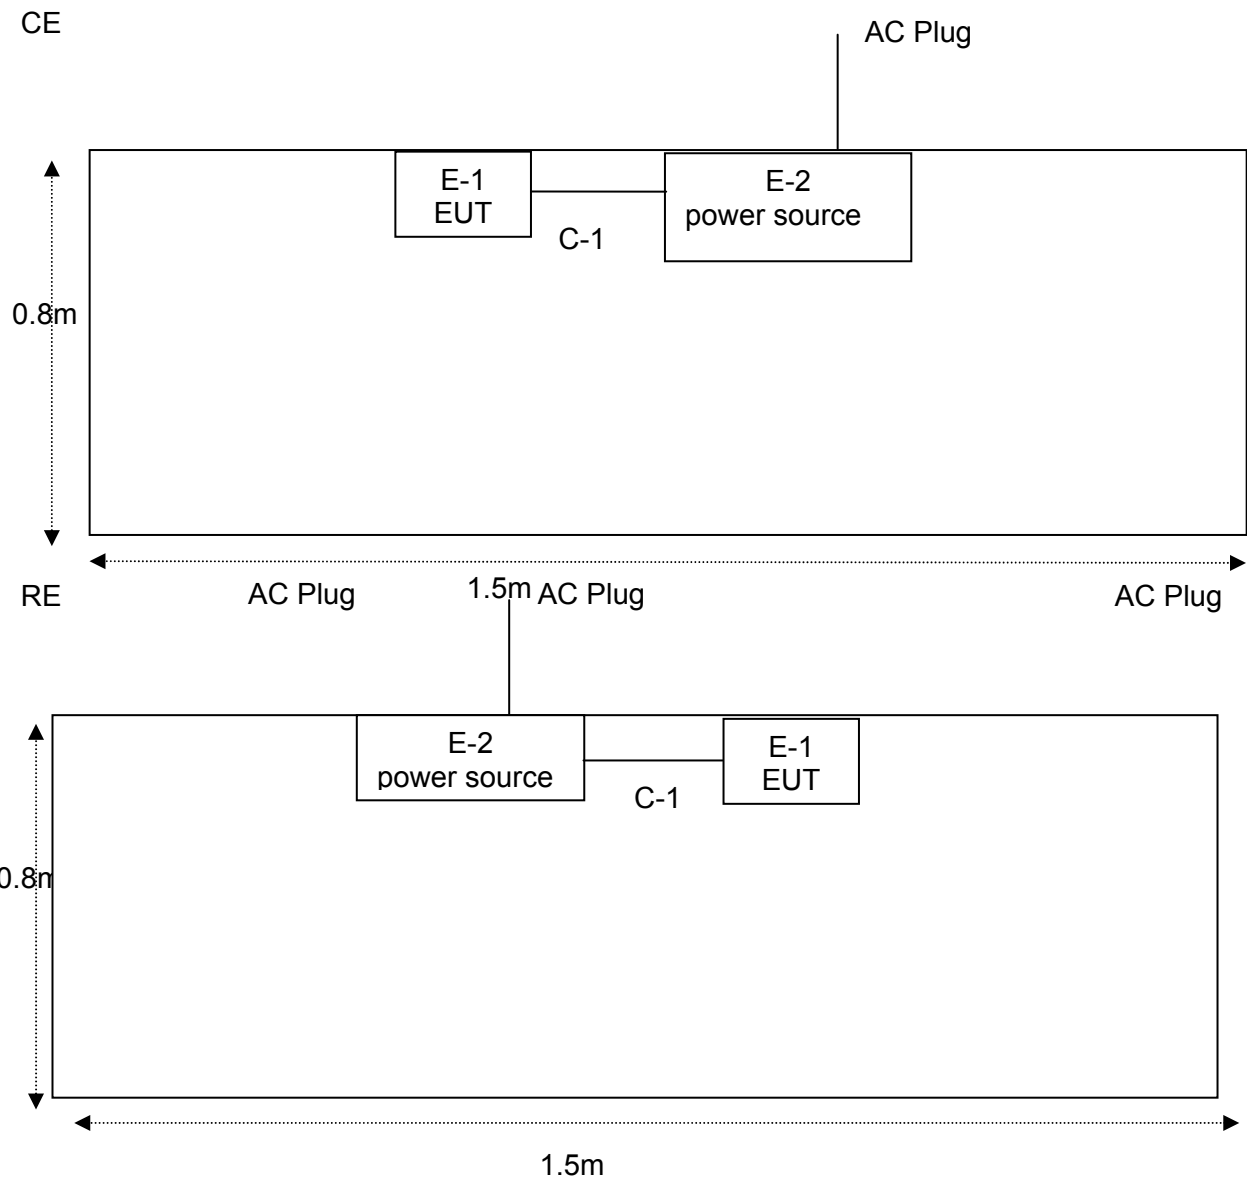 CE
AC Plug
E-1
EUT
E-2
power source
C-1
0.8m
1.5m
RE
AC Plug
AC Plug
AC Plug
E-2
power source
E-1
EUT
C-1
0.8m
1.5m